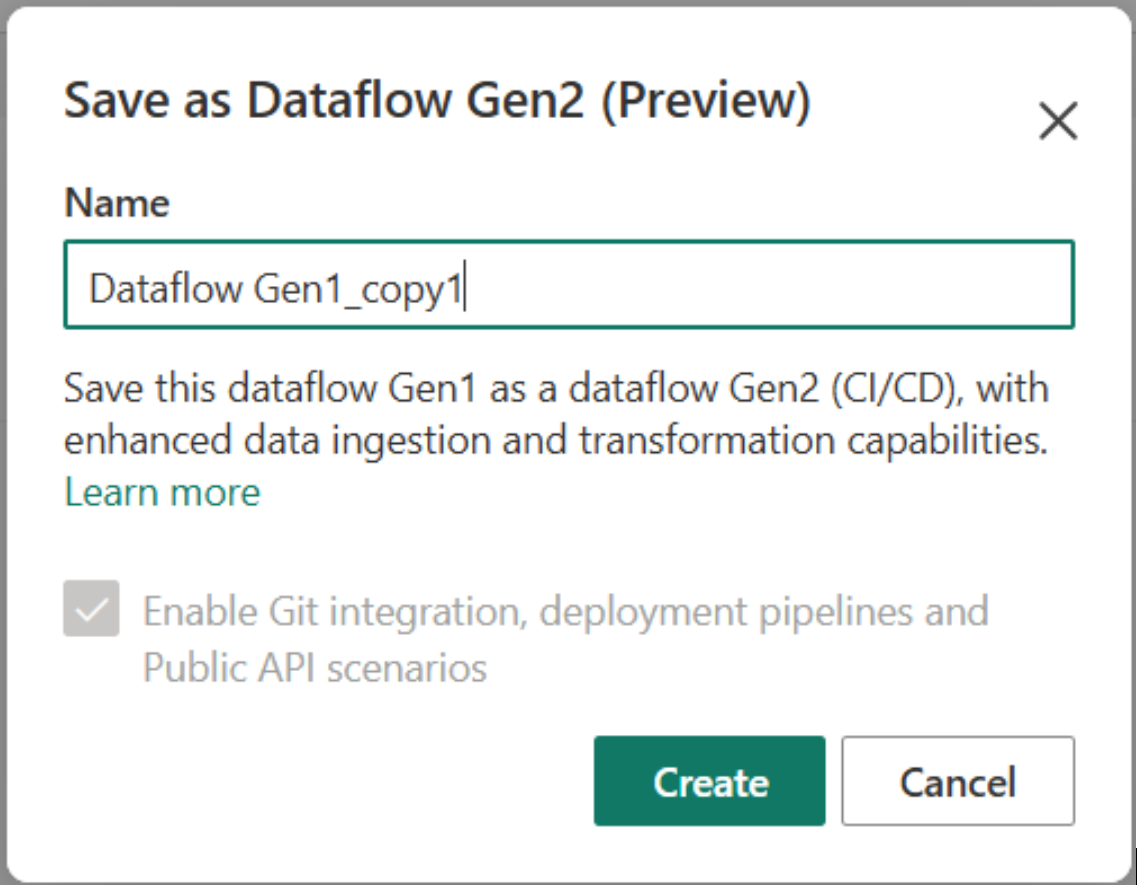 Save as Dataflow Gen2 (Preview)
Name
Dataflow Gen1_copy1
Save this dataflow Gen1 as a dataflow Gen2 (CI/CD), with
enhanced data ingestion and transformation capabilities.
Learn more
Enable Git integration, deployment pipelines and
Public API scenarios
Create Cancel